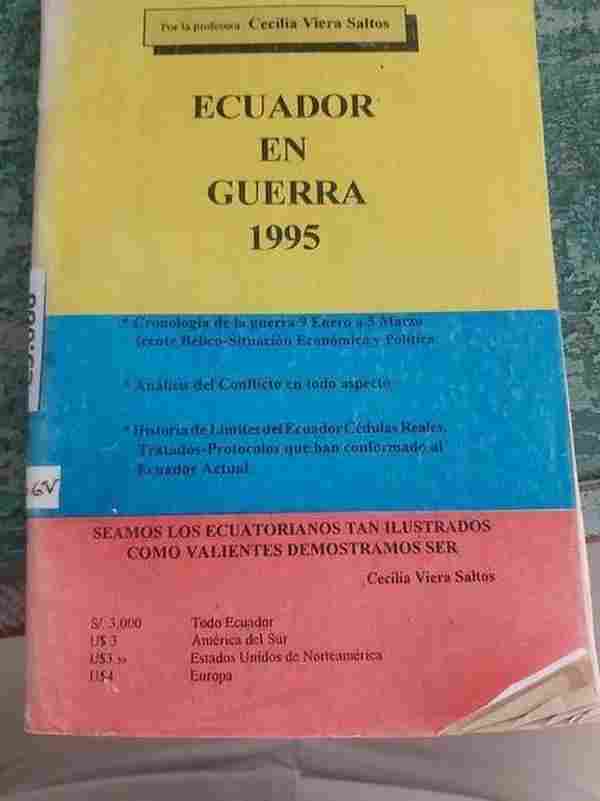 Por la profesora Cecilia Viera Saltos
ECUADOR
EN
GUERRA
1995
* Cronología de la guerra 9 Enero a 5 Marzo
frente Bélico-Situación Económica y Política
* Análisis del Conflicto en todo aspecto
* Historia de Límites del Ecuador Cédulas Reales,
Tratados-Protocolos que han conformado al
Ecuador Actual
6V
SEAMOS LOS ECUATORIANOS TAN ILUSTRADOS
COMO VALIENTES DEMOSTRAMOS SER
Cecilia Viera Saltos
S/. 3,000 Todo Ecuador
U$ 3 América del Sur
U$3.50 Estados Unidos de Norteamérica
U$4 Europa